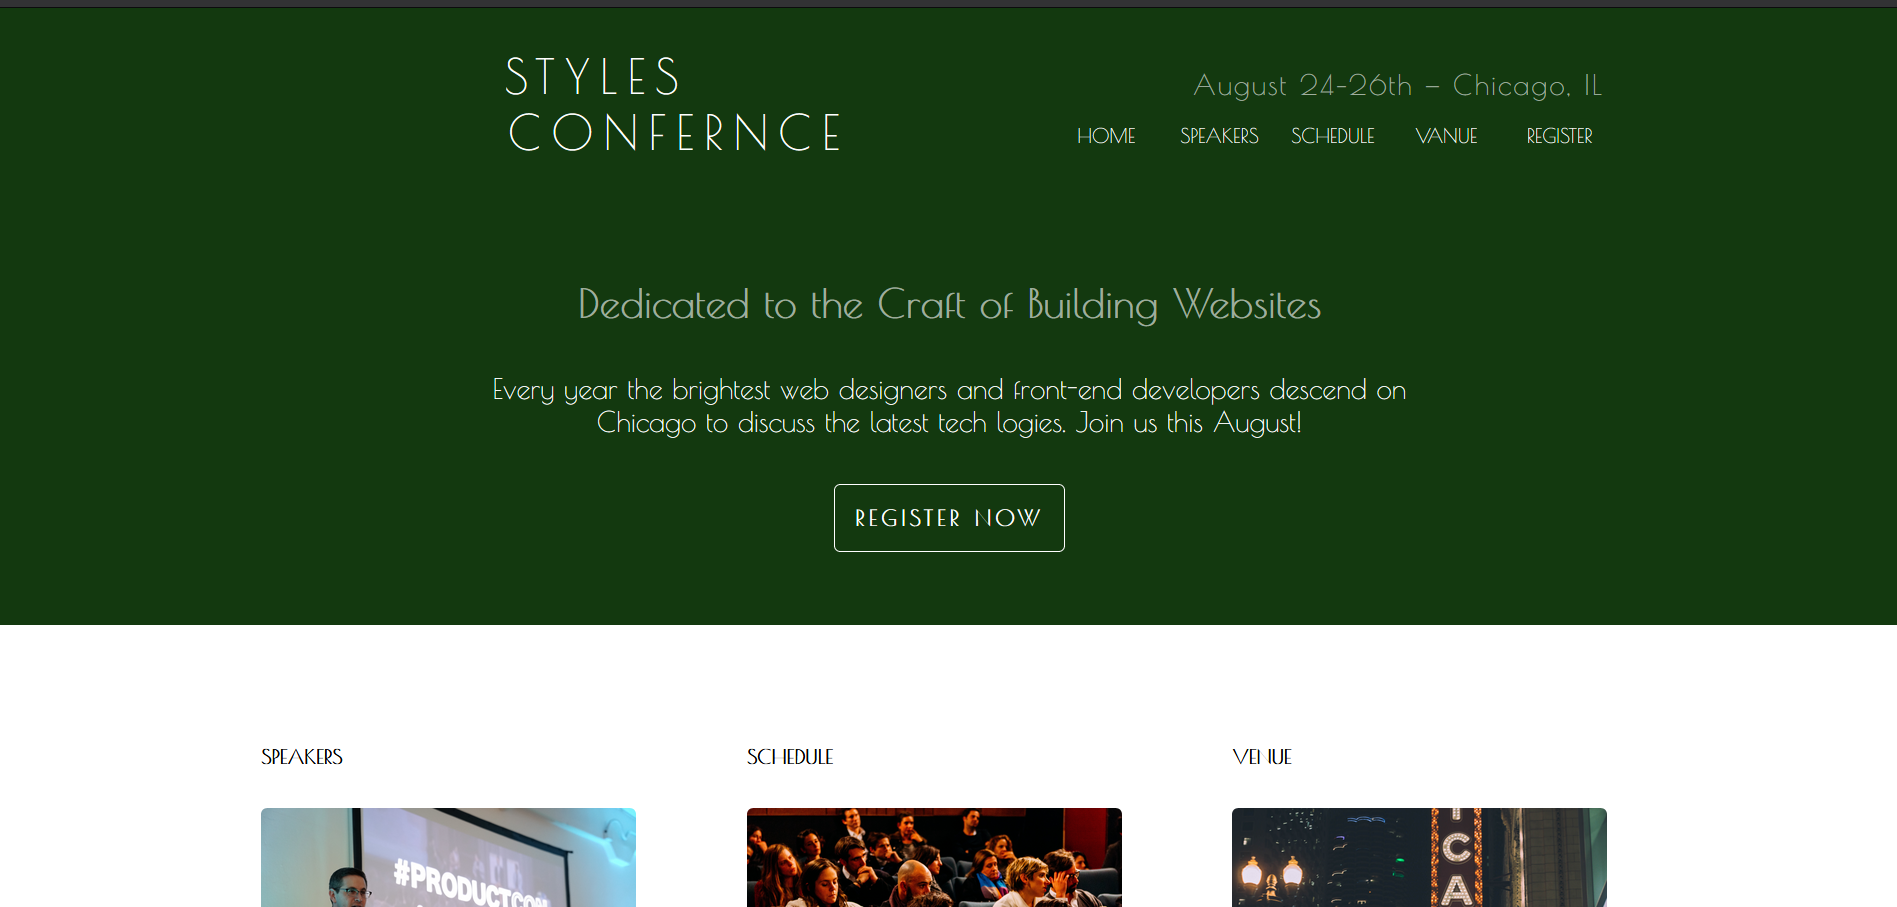 STYLES
CONFERNCE
August 24-26th — Chicago, IL
HOME SPEAKERS SCHEDULE VANUE REGISTER
Dedicated to the Craft of Building Websites
Every year the brightest web designers and front-end developers descend on
Chicago to discuss the latest tech logies. Join us this August!
REGISTER NOW
SPEAKERS SCHEDULE VENUE
#PRODUCTCON
ICA